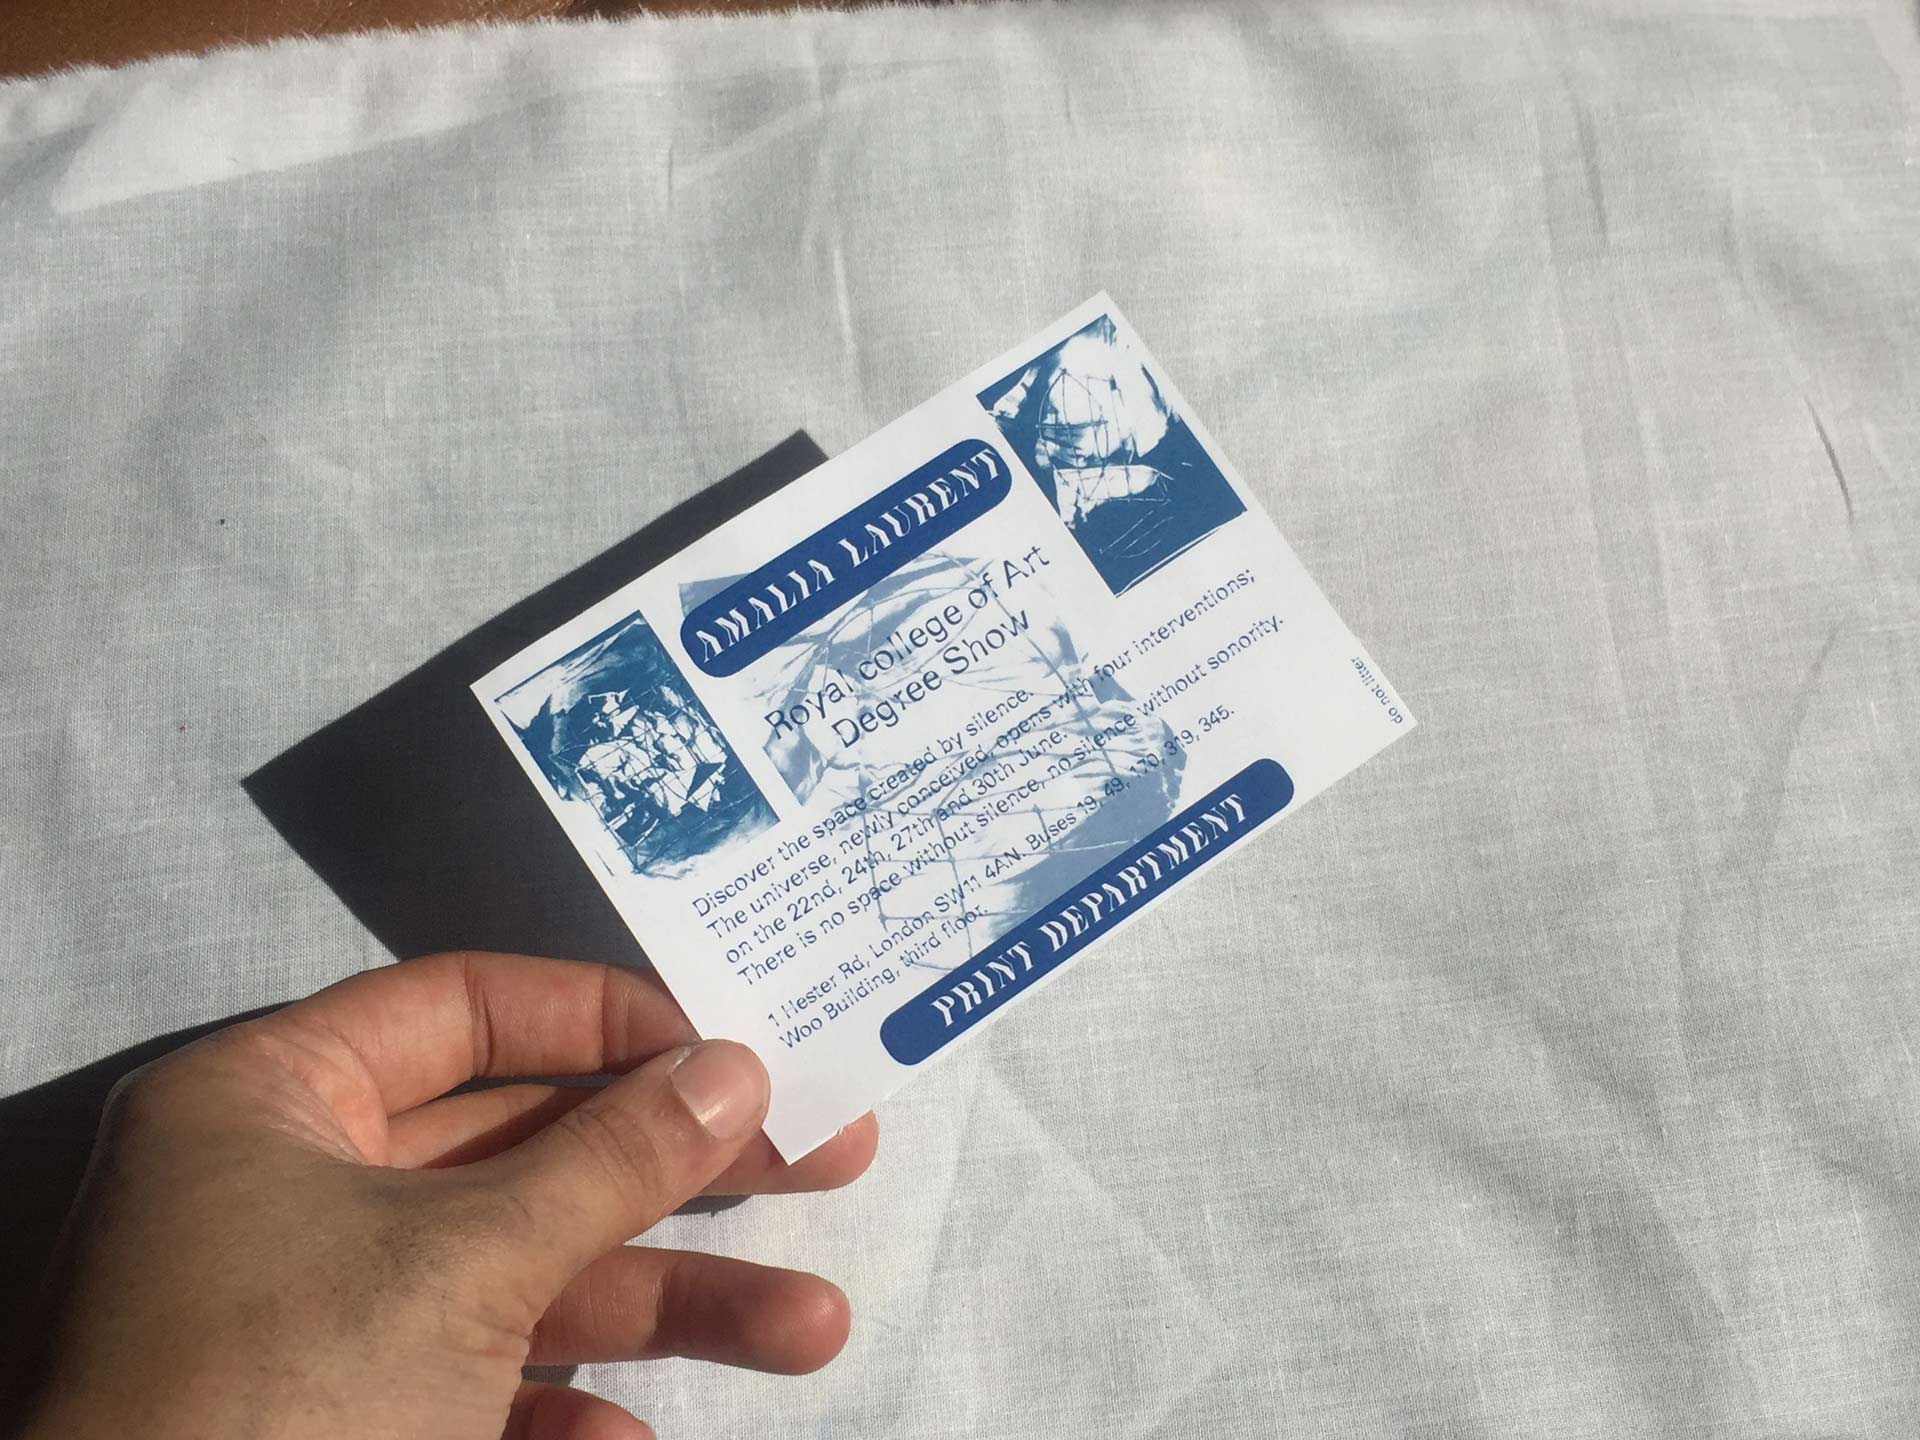 AMALIA LAURENT
Royal college of Art
Degree Show
Discover the space created by silence.
The universe, newly conceived, opens with four interventions;
on the 22nd, 24th, 27th and 30th June.
There is no space without silence, no silence without sonority.
1 Hester Rd, London SW11 4AN. Buses 19, 49, 170, 319, 345.
Woo Building, third floor.
PRINT DEPARTMENT
do not litter